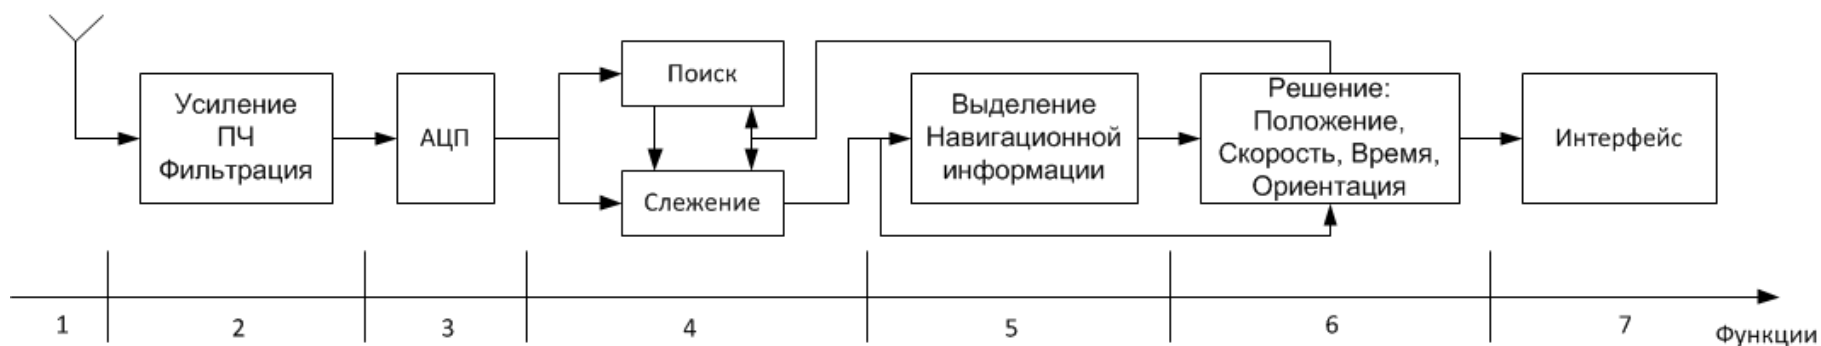 Усиление
ПЧ
Фильтрация
АЦП
Поиск
Слежение
Выделение
Навигационной
информации
Решение:
Положение,
Скорость, Время,
Ориентация
Интерфейс
1
2
3
4
5
6
7
Функции